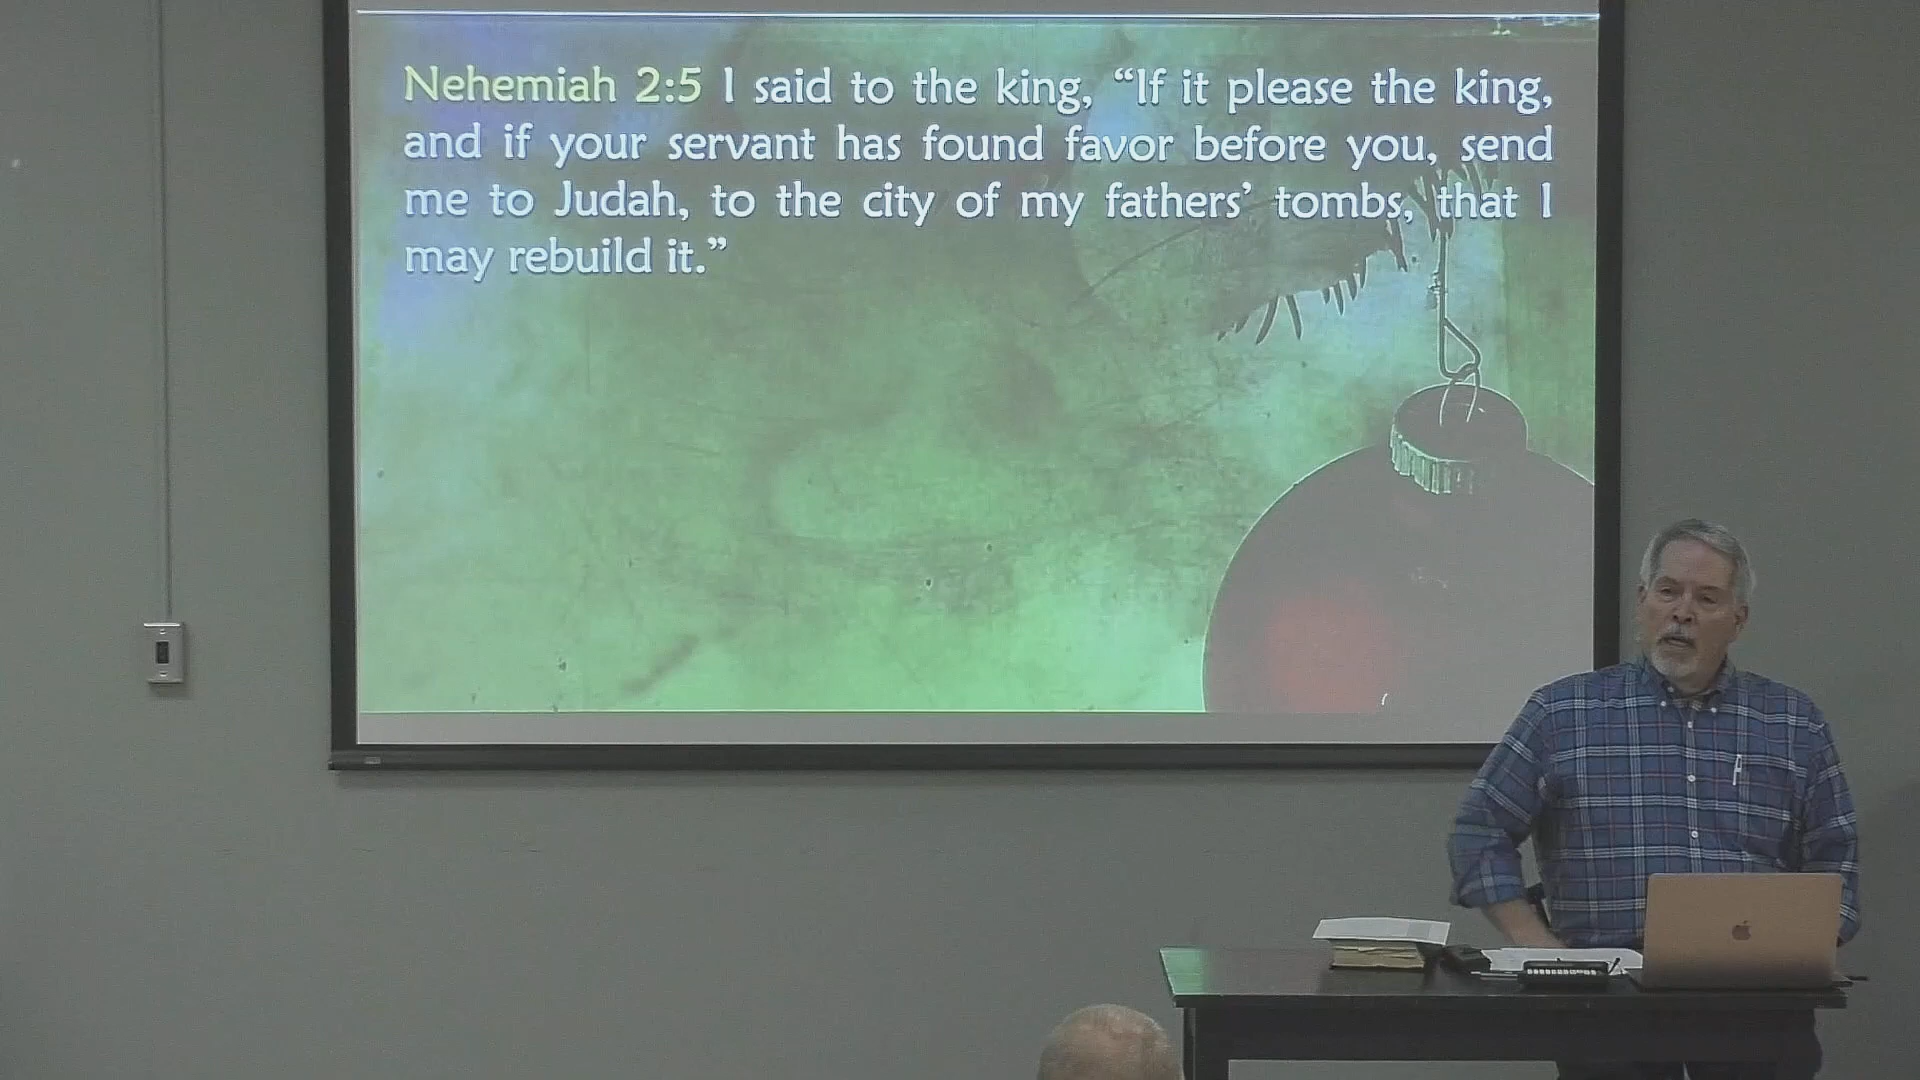 Nehemiah 2:5 I said to the king, “If it please the king,
and if your servant has found favor before you, send
me to Judah, to the city of my fathers’ tombs, that I
may rebuild it.”